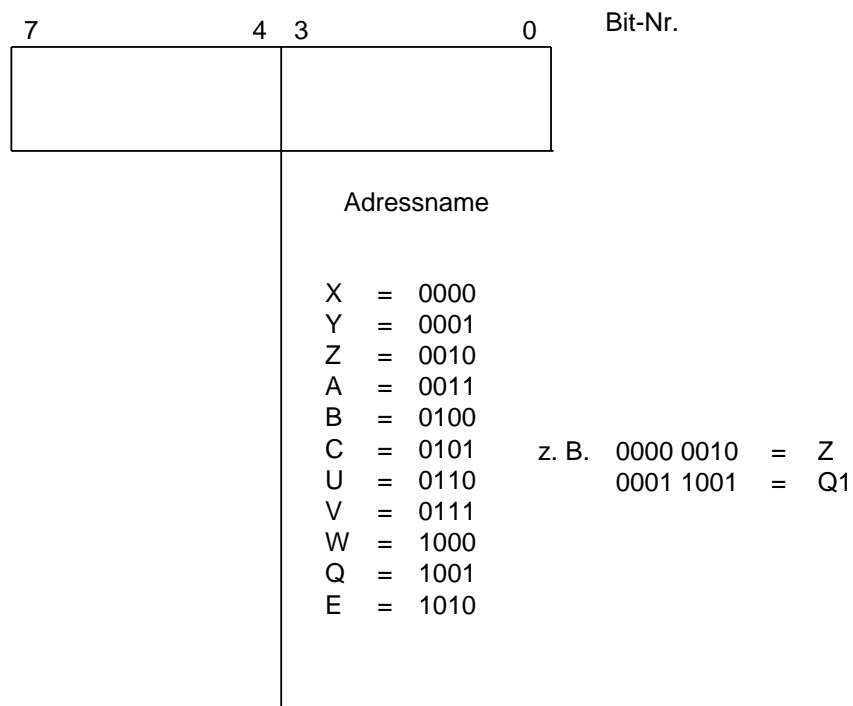 7 4 3 0 Bit-Nr.
Adressname
X = 0000
Y = 0001
Z = 0010
A = 0011
B = 0100
C = 0101 z. B. 0000 0010 = Z
U = 0110 0001 1001 = Q1
V = 0111
W = 1000
Q = 1001
E = 1010